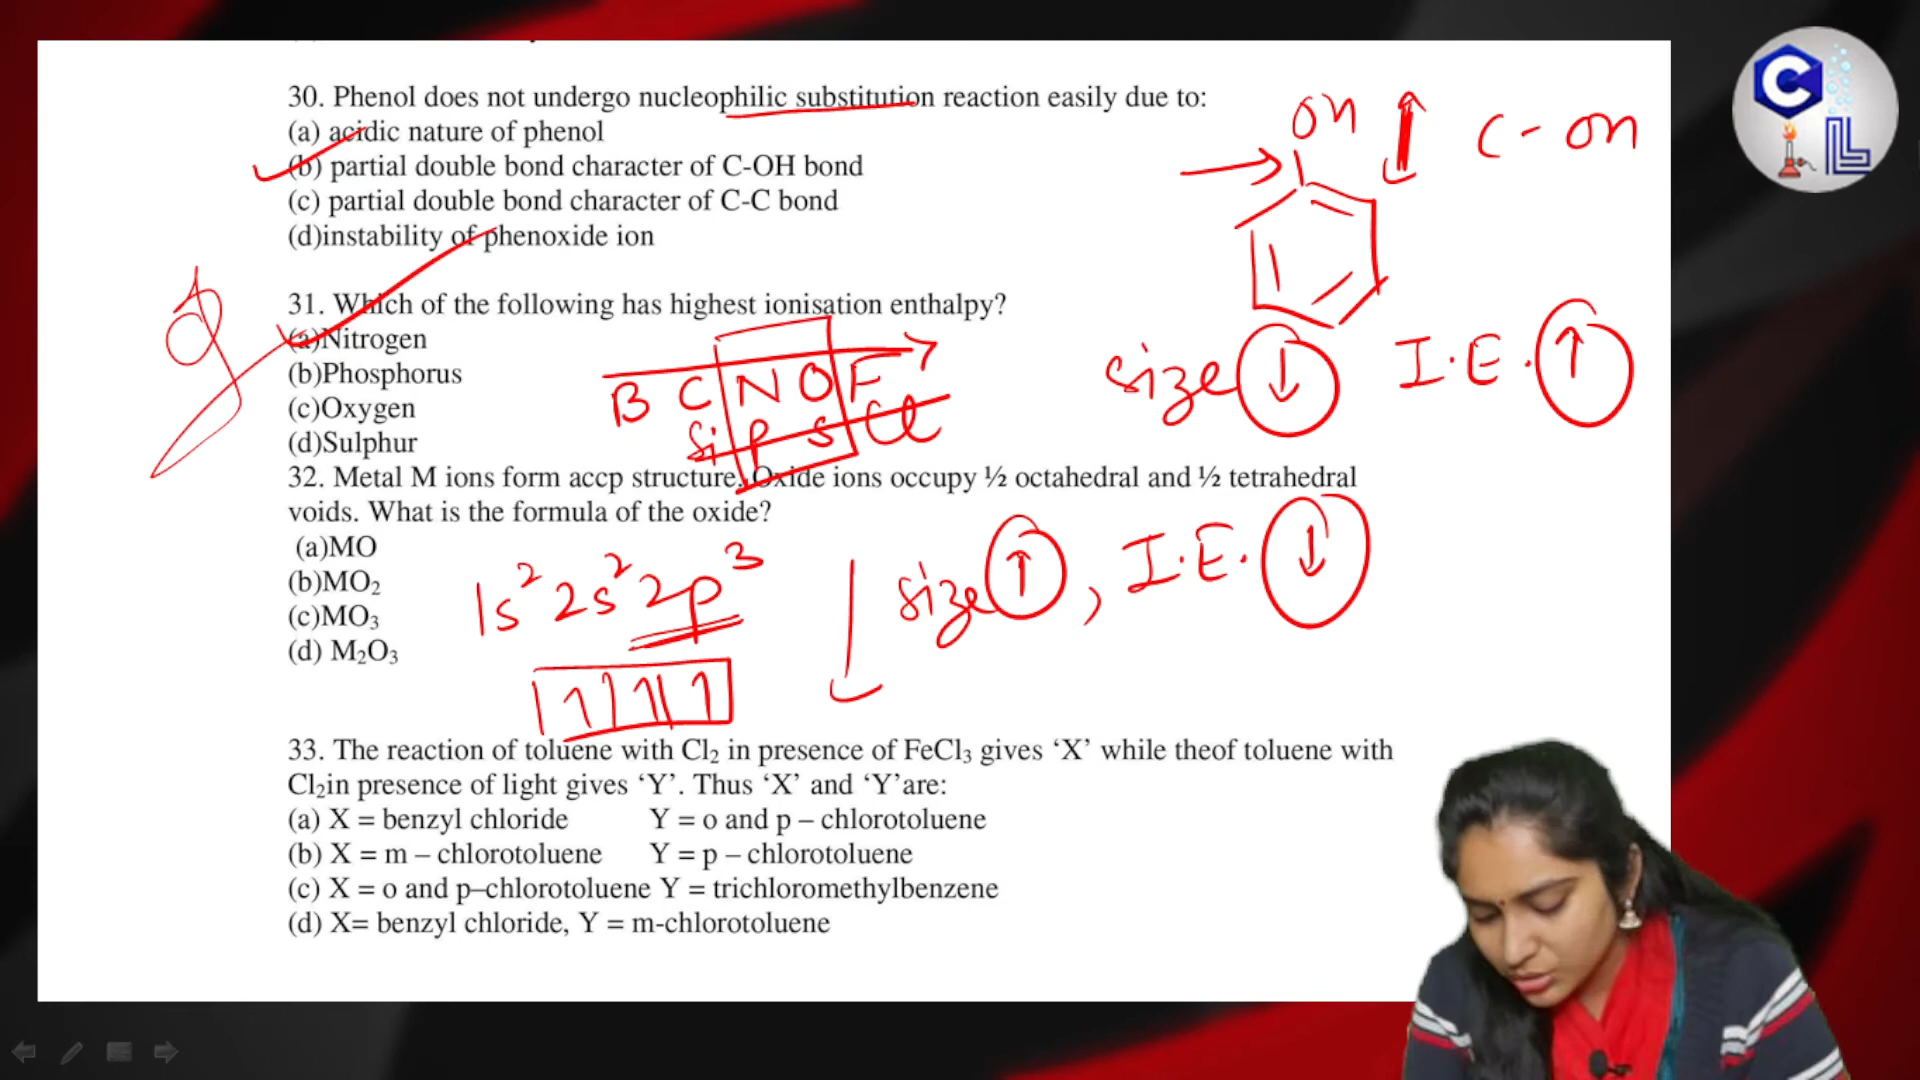 30. Phenol does not undergo nucleophilic substitution reaction easily due to:
(a) acidic nature of phenol
(b) partial double bond character of C-OH bond
(c) partial double bond character of C-C bond
(d)instability of phenoxide ion
OH
C - OH
31. Which of the following has highest ionisation enthalpy?
(a)Nitrogen
(b)Phosphorus
(c)Oxygen
(d)Sulphur
B C N O F
Si P S Cl
size ↓ I.E. ↑
32. Metal M ions form accp structure. Oxide ions occupy ½ octahedral and ½ tetrahedral
voids. What is the formula of the oxide?
(a)MO
(b)MO₂
(c)MO₃
(d) M₂O₃
1s² 2s² 2p³
size ↑, I.E. ↓
33. The reaction of toluene with Cl₂ in presence of FeCl₃ gives ‘X’ while theof toluene with
Cl₂in presence of light gives ‘Y’. Thus ‘X’ and ‘Y’are:
(a) X = benzyl chloride Y = o and p – chlorotoluene
(b) X = m – chlorotoluene Y = p – chlorotoluene
(c) X = o and p–chlorotoluene Y = trichloromethylbenzene
(d) X= benzyl chloride, Y = m-chlorotoluene
C
L